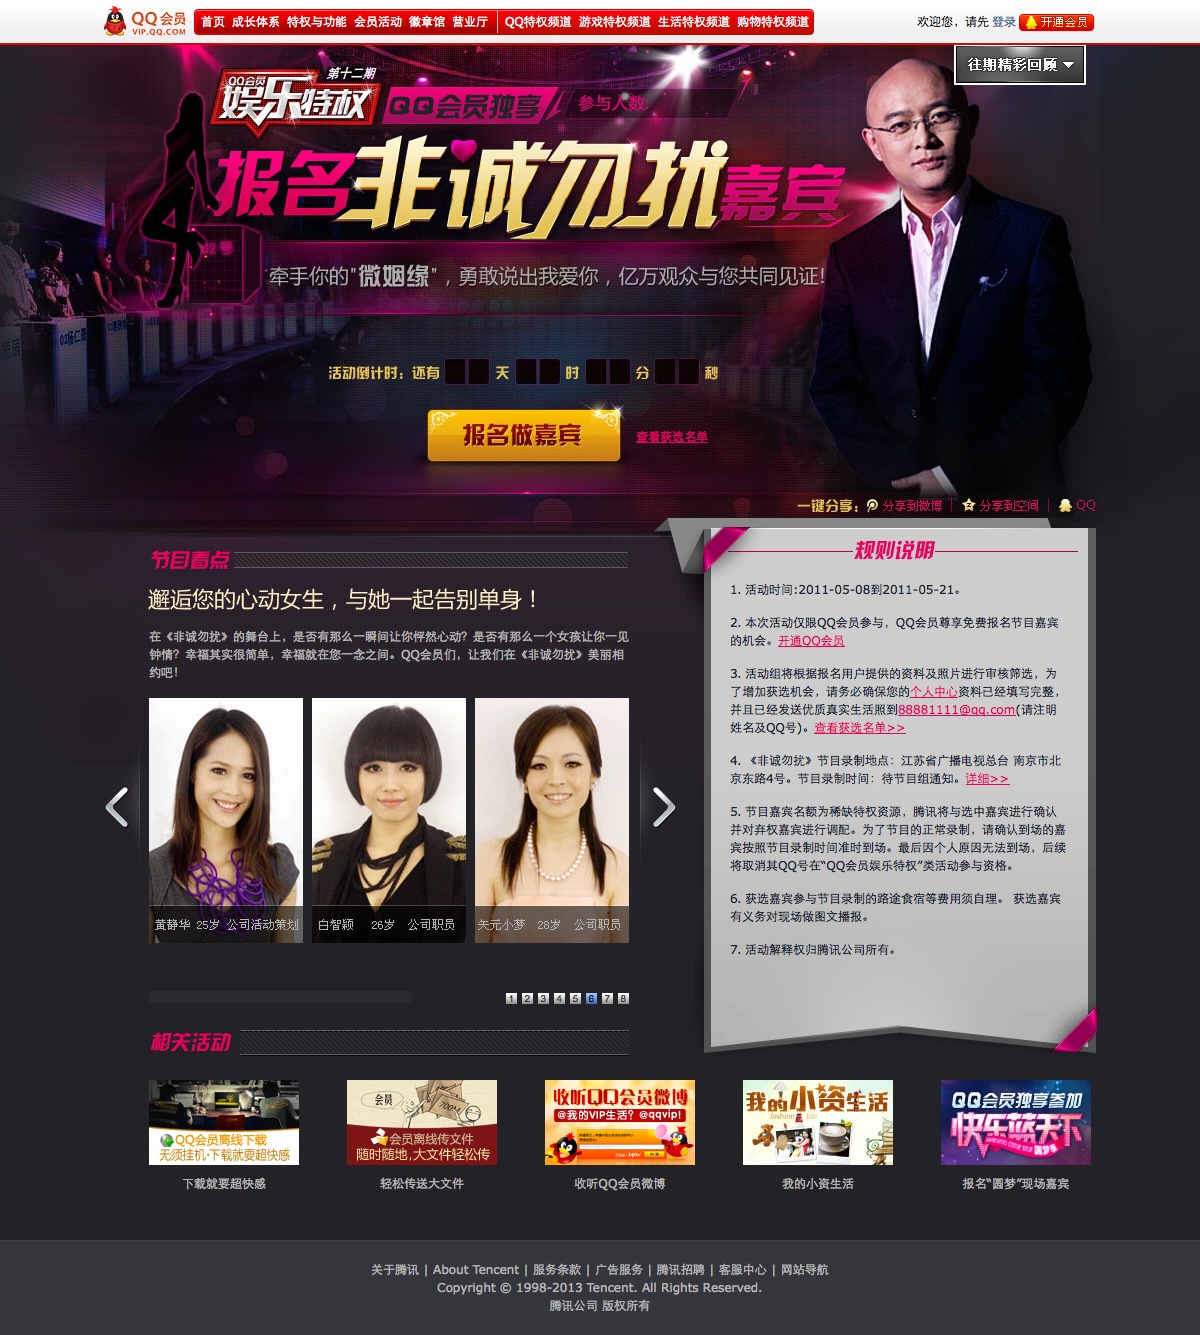 QQ会员
VIP.QQ.COM
首页 成长体系 特权与功能 会员活动 徽章馆 营业厅 QQ特权频道 游戏特权频道 生活特权频道 购物特权频道
欢迎您，请先 登录 开通会员
往期精彩回顾
第十二期
QQ会员
娱乐特权
QQ会员独享
参与人数:
报名非诚勿扰嘉宾
牵手你的"微姻缘"，勇敢说出我爱你，亿万观众与您共同见证!
活动倒计时：还有 天 时 分 秒
报名做嘉宾
查看获选名单
一键分享： 分享到微博 分享到空间 QQ
节目看点
邂逅您的心动女生，与她一起告别单身！
在《非诚勿扰》的舞台上，是否有那么一瞬间让你怦然心动？是否有那么一个女孩让你一见
钟情？幸福其实很简单，幸福就在您一念之间。QQ会员们，让我们在《非诚勿扰》美丽相
约吧！
黄静华 25岁 公司活动策划
白智颖 26岁 公司职员
矢元小梦 28岁 公司职员
1 2 3 4 5 6 7 8
规则说明
1. 活动时间:2011-05-08到2011-05-21。
2. 本次活动仅限QQ会员参与，QQ会员尊享免费报名节目嘉宾
的机会。开通QQ会员
3. 活动组将根据报名用户提供的资料及照片进行审核筛选，为
了增加获选机会，请务必确保您的个人中心资料已经填写完整，
并且已经发送优质真实生活照到88881111@qq.com(请注明
姓名及QQ号)。查看获选名单>>
4. 《非诚勿扰》节目录制地点：江苏省广播电视总台 南京市北
京东路4号。节目录制时间：待节目组通知。详细>>
5. 节目嘉宾名额为稀缺特权资源，腾讯将与选中嘉宾进行确认
并对弃权嘉宾进行调配。为了节目的正常录制，请确认到场的嘉
宾按照节目录制时间准时到场。最后因个人原因无法到场，后续
将取消其QQ号在“QQ会员娱乐特权”类活动参与资格。
6. 获选嘉宾参与节目录制的路途食宿等费用须自理。 获选嘉宾
有义务对现场做图文播报。
7. 活动解释权归腾讯公司所有。
相关活动
QQ会员离线下载
无须挂机·下载就要超快感
下载就要超快感
会员
700M
会员离线传文件
随时随地,大文件轻松传
轻松传送大文件
收听QQ会员微博
@我的VIP生活? @qqvip!
收听QQ会员微博
我的小资生活
fashion life
我的小资生活
QQ会员独享参加
快乐蓝天下
圆梦季
报名“圆梦”现场嘉宾
关于腾讯 | About Tencent | 服务条款 | 广告服务 | 腾讯招聘 | 客服中心 | 网站导航
Copyright © 1998-2013 Tencent. All Rights Reserved.
腾讯公司 版权所有